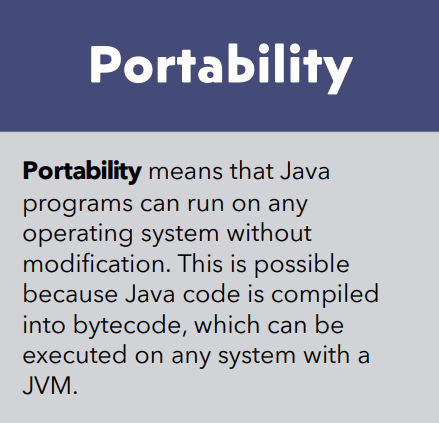 Portability
Portability means that Java
programs can run on any
operating system without
modification. This is possible
because Java code is compiled
into bytecode, which can be
executed on any system with a
JVM.